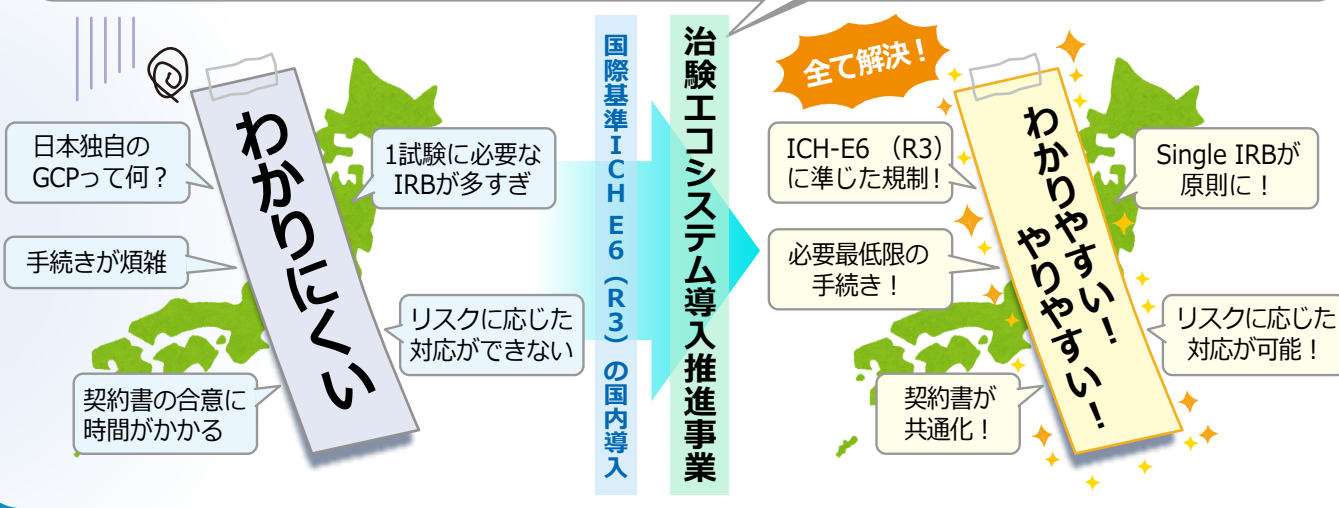 わかりにくい
日本独自の
GCPって何？
1試験に必要な
IRBが多すぎ
手続きが煩雑
リスクに応じた
対応ができない
契約書の合意に
時間がかかる
国際基準ICH E6（R3）の国内導入
治験エコシステム導入推進事業
全て解決！
わかりやすい！
やりやすい！
ICH-E6 （R3）
に準じた規制！
Single IRBが
原則に！
必要最低限の
手続き！
リスクに応じた
対応が可能！
契約書が
共通化！